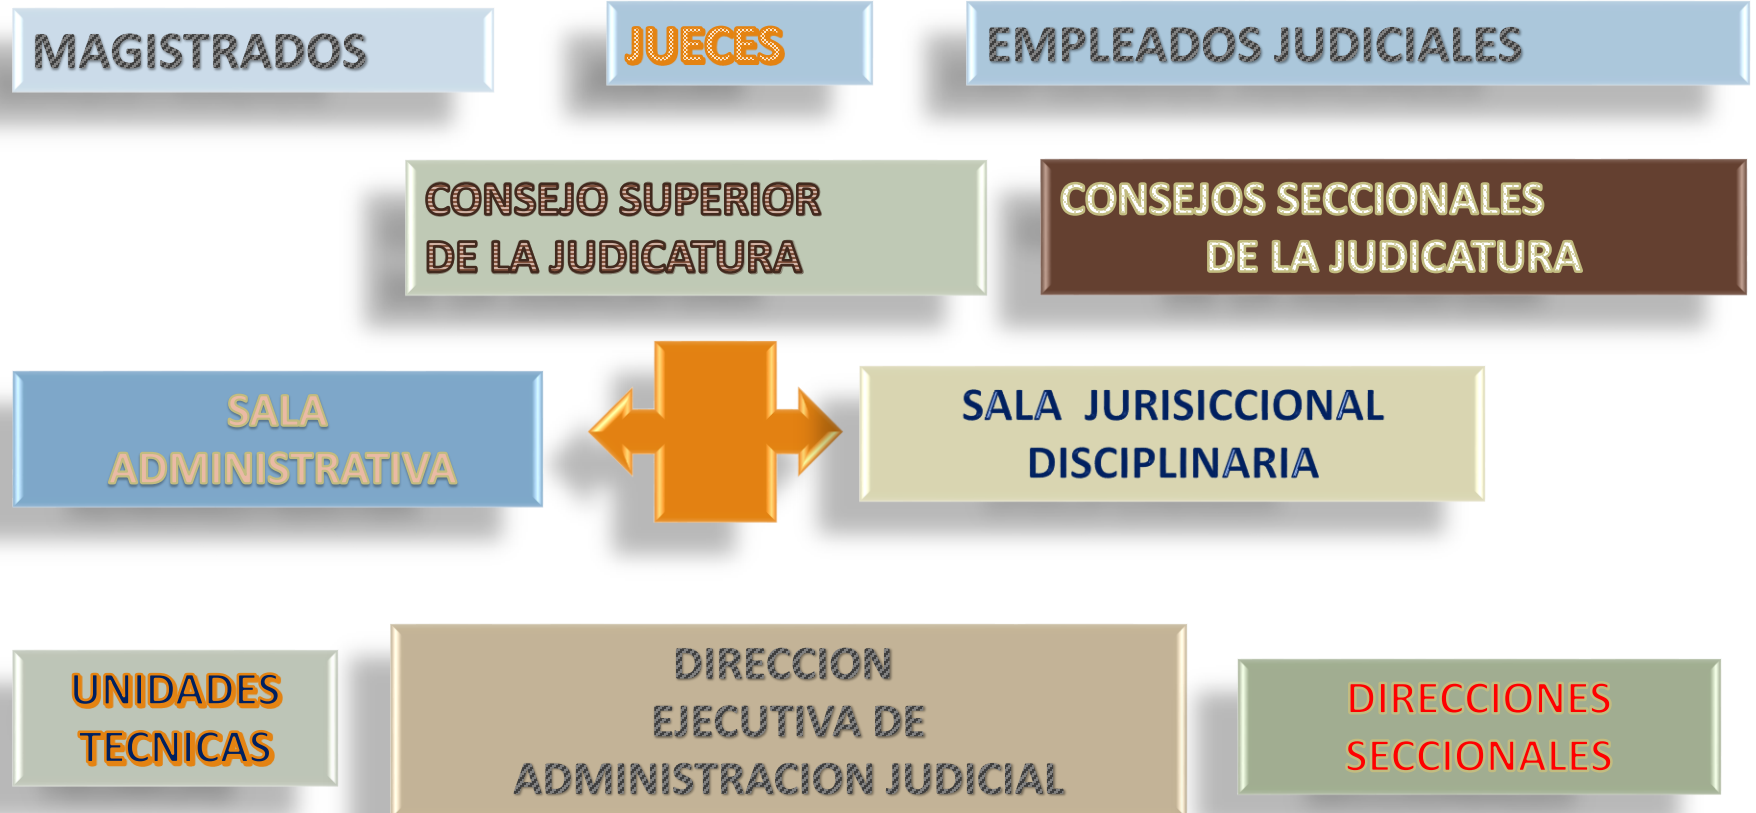 MAGISTRADOS
JUECES
EMPLEADOS JUDICIALES
CONSEJO SUPERIOR
DE LA JUDICATURA
CONSEJOS SECCIONALES
DE LA JUDICATURA
SALA
ADMINISTRATIVA
SALA JURISICCIONAL
DISCIPLINARIA
UNIDADES
TECNICAS
DIRECCION
EJECUTIVA DE
ADMINISTRACION JUDICIAL
DIRECCIONES
SECCIONALES